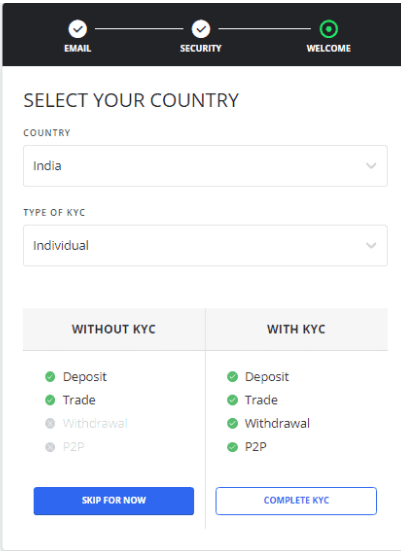 EMAIL SECURITY WELCOME
SELECT YOUR COUNTRY
COUNTRY
India
TYPE OF KYC
Individual
WITHOUT KYC WITH KYC
Deposit Deposit
Trade Trade
Withdrawal Withdrawal
P2P P2P
SKIP FOR NOW COMPLETE KYC